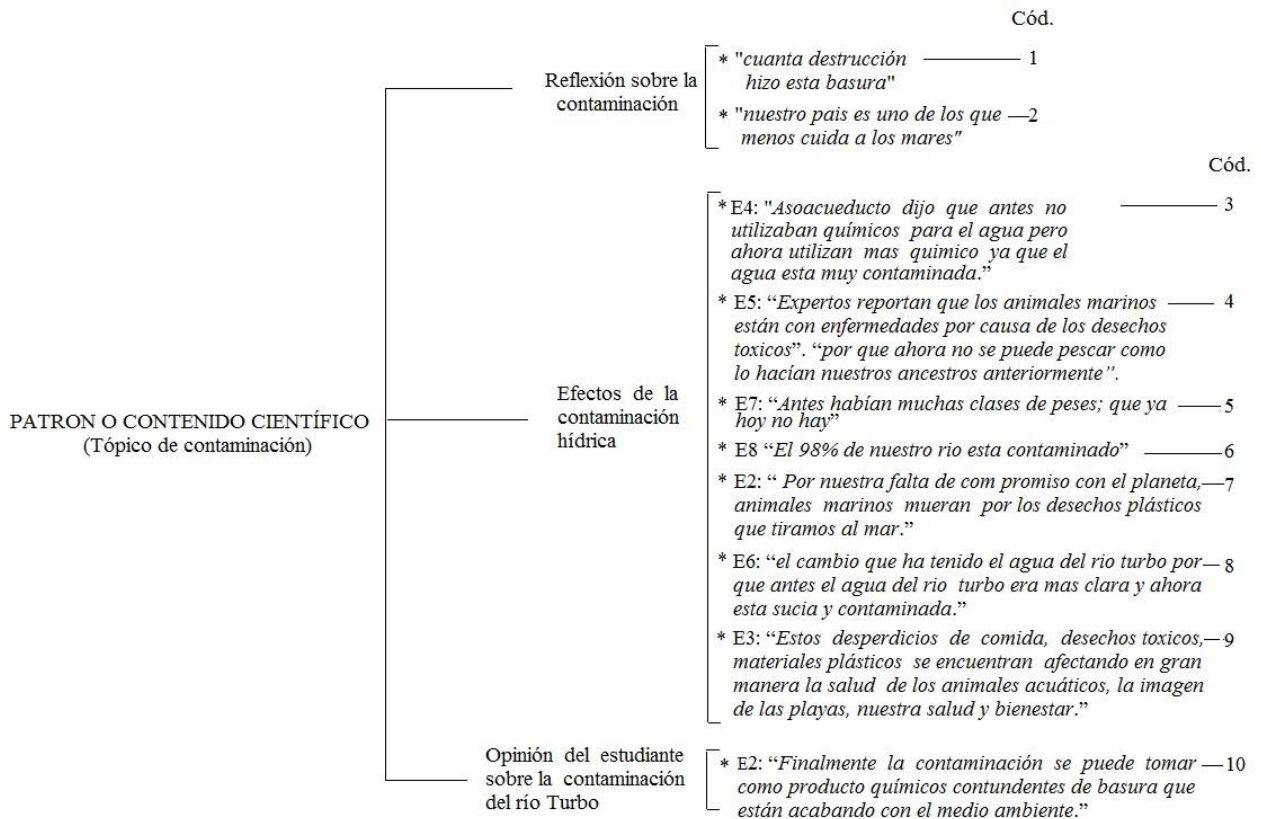 Cód.
Reflexión sobre la
contaminación
* "cuanta destrucción 1
hizo esta basura"
* "nuestro pais es uno de los que 2
menos cuida a los mares"
Cód.
PATRON O CONTENIDO CIENTÍFICO
(Tópico de contaminación)
Efectos de la
contaminación
hídrica
* E4: "Asoacueducto dijo que antes no 3
utilizaban químicos para el agua pero
ahora utilizan mas quimico ya que el
agua esta muy contaminada.”
* E5: “Expertos reportan que los animales marinos 4
están con enfermedades por causa de los desechos
toxicos”. “por que ahora no se puede pescar como
lo hacían nuestros ancestros anteriormente”.
* E7: “Antes habían muchas clases de peses; que ya 5
hoy no hay”
* E8 “El 98% de nuestro rio esta contaminado” 6
* E2: “ Por nuestra falta de com promiso con el planeta, 7
animales marinos mueran por los desechos plásticos
que tiramos al mar.”
* E6: “el cambio que ha tenido el agua del rio turbo por 8
que antes el agua del rio turbo era mas clara y ahora
esta sucia y contaminada.”
* E3: “Estos desperdicios de comida, desechos toxicos, 9
materiales plásticos se encuentran afectando en gran
manera la salud de los animales acuáticos, la imagen
de las playas, nuestra salud y bienestar.”
Opinión del estudiante
sobre la contaminación
del río Turbo
* E2: “Finalmente la contaminación se puede tomar 10
como producto químicos contundentes de basura que
están acabando con el medio ambiente.”